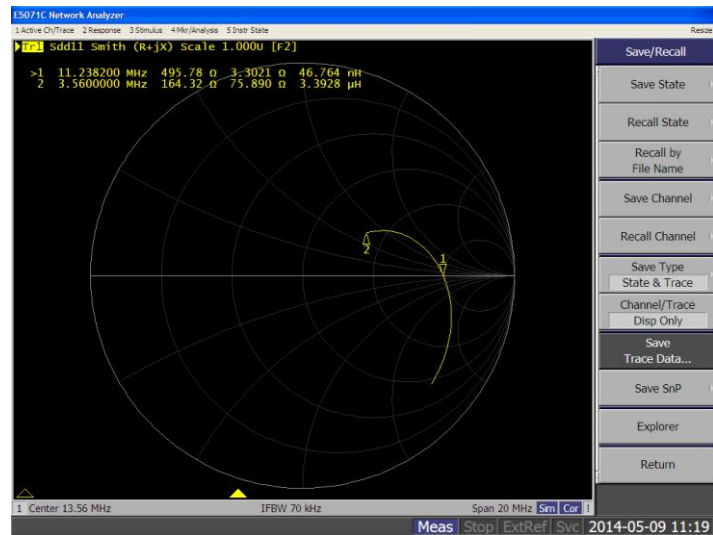 E5071C Network Analyzer
1 Active Ch/Trace 2 Response 3 Stimulus 4 Mkr/Analysis 5 Instr State
Resize
Tr1 Sdd11 Smith (R+jX) Scale 1.000U [F2]
>1 11.238200 MHz 495.78 Ω 3.3021 Ω 46.764 nH
2 3.5600000 MHz 164.32 Ω 75.890 Ω 3.3928 μH
1
2
Save/Recall
Save State
Recall State
Recall by
File Name
Save Channel
Recall Channel
Save Type
State & Trace
Channel/Trace
Disp Only
Save
Trace Data...
Save SnP
Explorer
Return
1 Center 13.56 MHz IFBW 70 kHz Span 20 MHz Sim Cor !
Meas Stop ExtRef Svc 2014-05-09 11:19